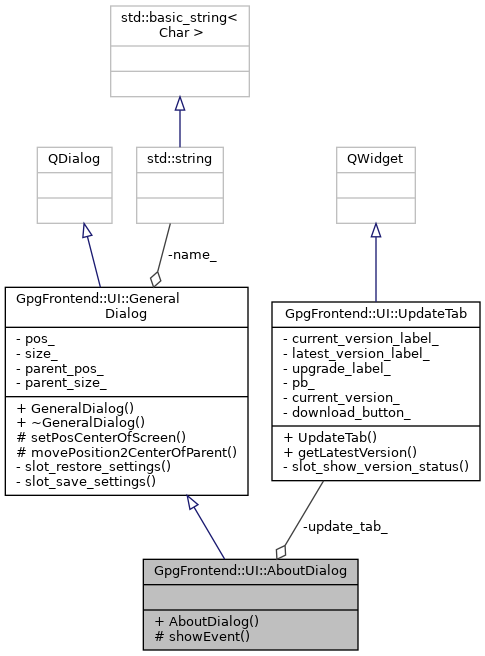 std::basic_string<
Char >
QDialog
std::string
QWidget
-name_
GpgFrontend::UI::General
Dialog
- pos_
- size_
- parent_pos_
- parent_size_
+ GeneralDialog()
+ ~GeneralDialog()
# setPosCenterOfScreen()
# movePosition2CenterOfParent()
- slot_restore_settings()
- slot_save_settings()
GpgFrontend::UI::UpdateTab
- current_version_label_
- latest_version_label_
- upgrade_label_
- pb_
- current_version_
- download_button_
+ UpdateTab()
+ getLatestVersion()
- slot_show_version_status()
-update_tab_
GpgFrontend::UI::AboutDialog
+ AboutDialog()
# showEvent()